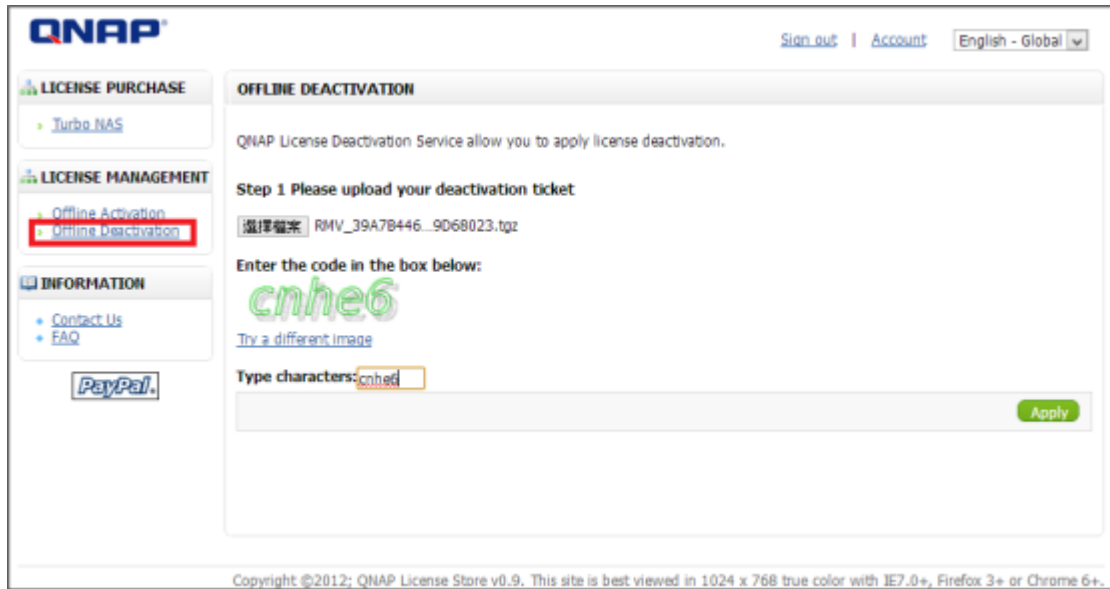 QNAP
Sign out | Account English - Global
LICENSE PURCHASE
Turbo NAS
LICENSE MANAGEMENT
Offline Activation
Offline Deactivation
INFORMATION
Contact Us
FAQ
PayPal.
OFFLINE DEACTIVATION
QNAP License Deactivation Service allow you to apply license deactivation.
Step 1 Please upload your deactivation ticket
選擇檔案 RMV_39A7B446...9D68023.tgz
Enter the code in the box below:
cnhe6
Try a different image
Type characters: cnhe6
Apply
Copyright ©2012; QNAP License Store v0.9. This site is best viewed in 1024 x 768 true color with IE7.0+, Firefox 3+ or Chrome 6+.